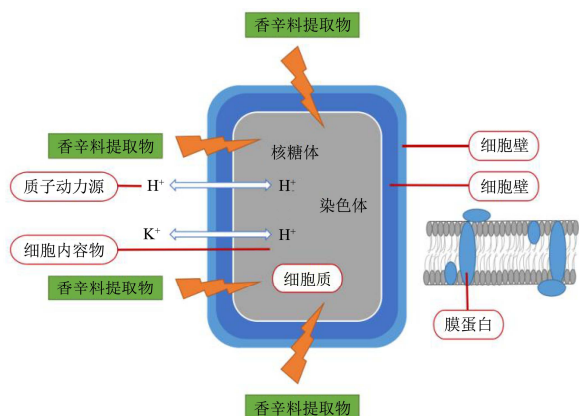 香辛料提取物
香辛料提取物
核糖体
细胞壁
质子动力源
H⁺
H⁺
细胞壁
染色体
K⁺
H⁺
细胞内容物
细胞质
香辛料提取物
膜蛋白
香辛料提取物